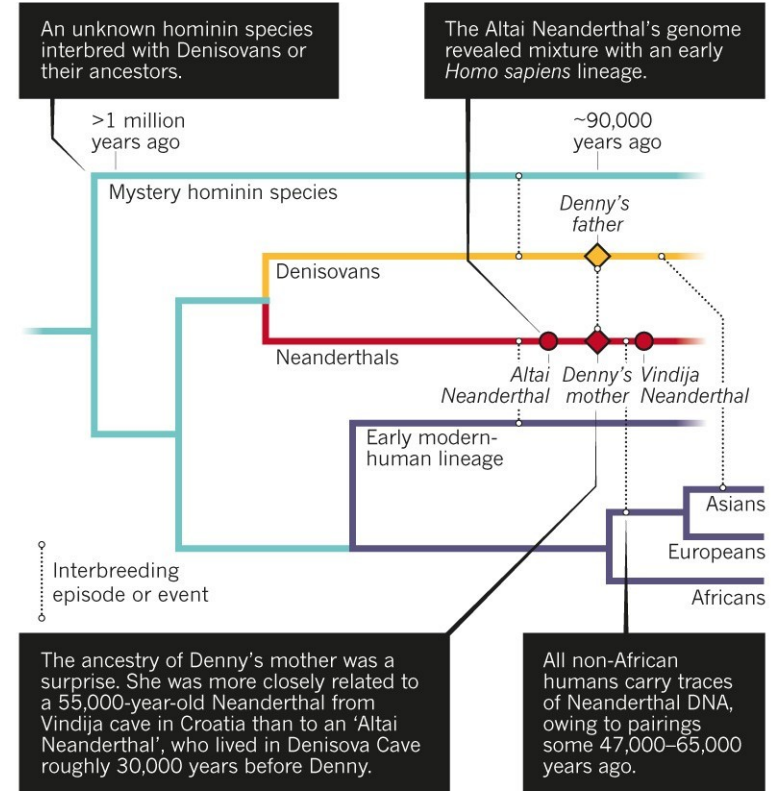 An unknown hominin species
interbred with Denisovans or
their ancestors.
The Altai Neanderthal’s genome
revealed mixture with an early
Homo sapiens lineage.
>1 million
years ago
~90,000
years ago
Mystery hominin species
Denny’s
father
Denisovans
Neanderthals
Altai
Neanderthal
Denny’s
mother
Vindija
Neanderthal
Early modern-
human lineage
Asians
Europeans
Africans
Interbreeding
episode or event
The ancestry of Denny’s mother was a
surprise. She was more closely related to
a 55,000-year-old Neanderthal from
Vindija cave in Croatia than to an ‘Altai
Neanderthal’, who lived in Denisova Cave
roughly 30,000 years before Denny.
All non-African
humans carry traces
of Neanderthal DNA,
owing to pairings
some 47,000–65,000
years ago.